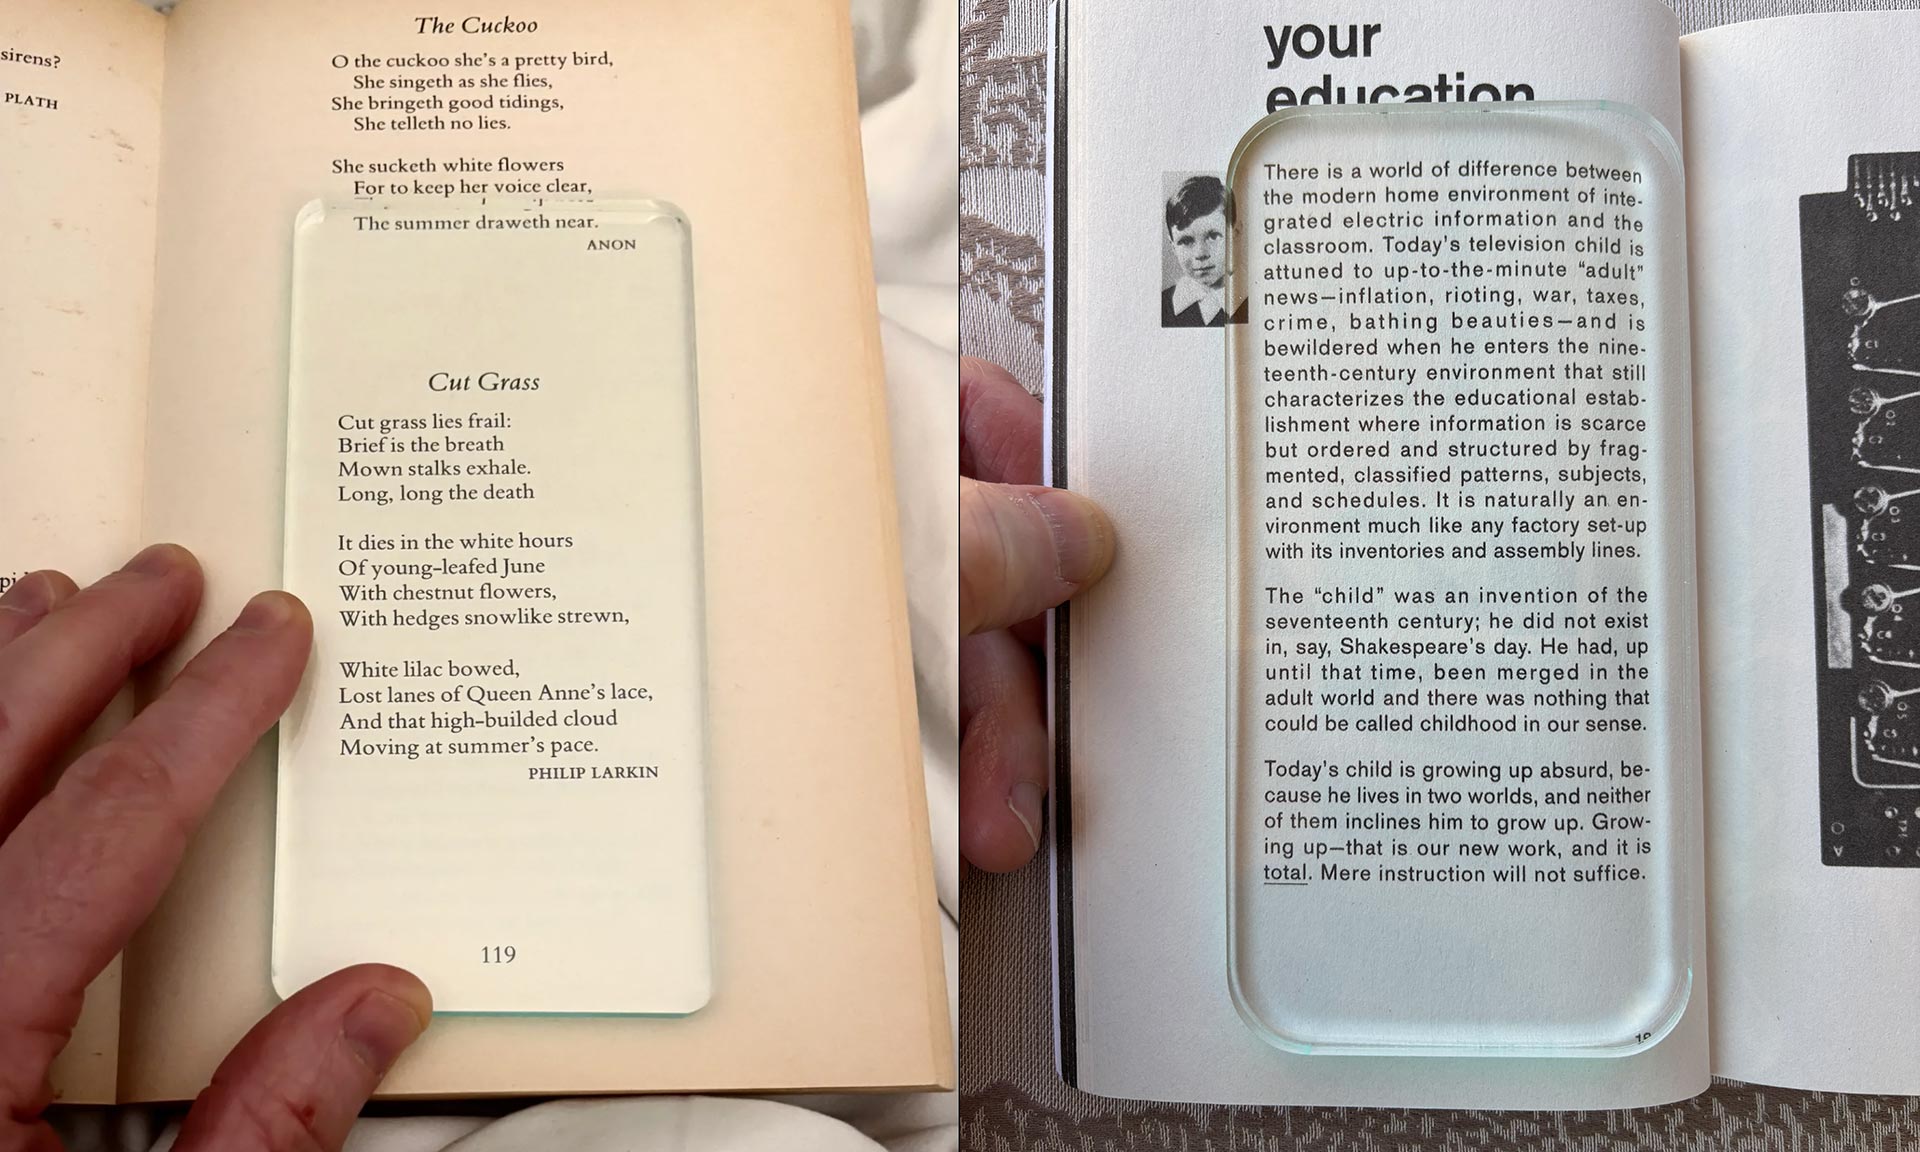 sirens?
PLATH
The Cuckoo
O the cuckoo she's a pretty bird,
She singeth as she flies,
She bringeth good tidings,
She telleth no lies.
She sucketh white flowers
For to keep her voice clear,
The summer draweth near.
ANON
Cut Grass
Cut grass lies frail:
Brief is the breath
Mown stalks exhale.
Long, long the death
It dies in the white hours
Of young-leafed June
With chestnut flowers,
With hedges snowlike strewn,
White lilac bowed,
Lost lanes of Queen Anne's lace,
And that high-builded cloud
Moving at summer's pace.
PHILIP LARKIN
119
your
education
There is a world of difference between
the modern home environment of inte-
grated electric information and the
classroom. Today's television child is
attuned to up-to-the-minute “adult”
news—inflation, rioting, war, taxes,
crime, bathing beauties—and is
bewildered when he enters the nine-
teenth-century environment that still
characterizes the educational estab-
lishment where information is scarce
but ordered and structured by frag-
mented, classified patterns, subjects,
and schedules. It is naturally an en-
vironment much like any factory set-up
with its inventories and assembly lines.
The “child” was an invention of the
seventeenth century; he did not exist
in, say, Shakespeare's day. He had, up
until that time, been merged in the
adult world and there was nothing that
could be called childhood in our sense.
Today's child is growing up absurd, be-
cause he lives in two worlds, and neither
of them inclines him to grow up. Grow-
ing up—that is our new work, and it is
total. Mere instruction will not suffice.